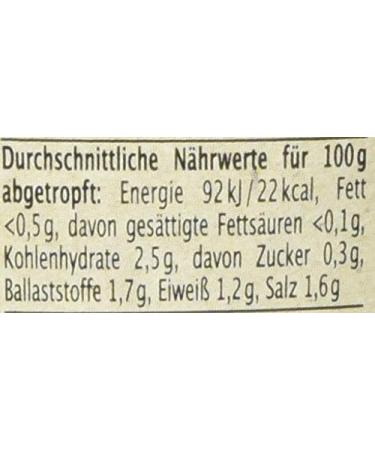 Durchschnittliche Nährwerte für 100g
abgetropft: Energie 92kJ/22kcal, Fett
<0,5g, davon gesättigte Fettsäuren <0,1g,
Kohlenhydrate 2,5g, davon Zucker 0,3g,
Ballaststoffe 1,7g, Eiweiß 1,2g, Salz 1,6g